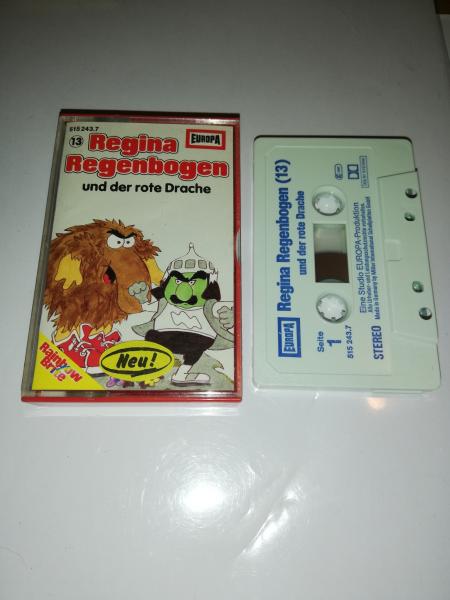 515 243.7
13 Regina
EUROPA
Regenbogen
und der rote Drache
Rainbow
Brite
Neu!
Regina Regenbogen (13)
und der rote Drache
Eine Studio EUROPA-Produktion
EUROPA
Seite
1
515 243.7
STEREO